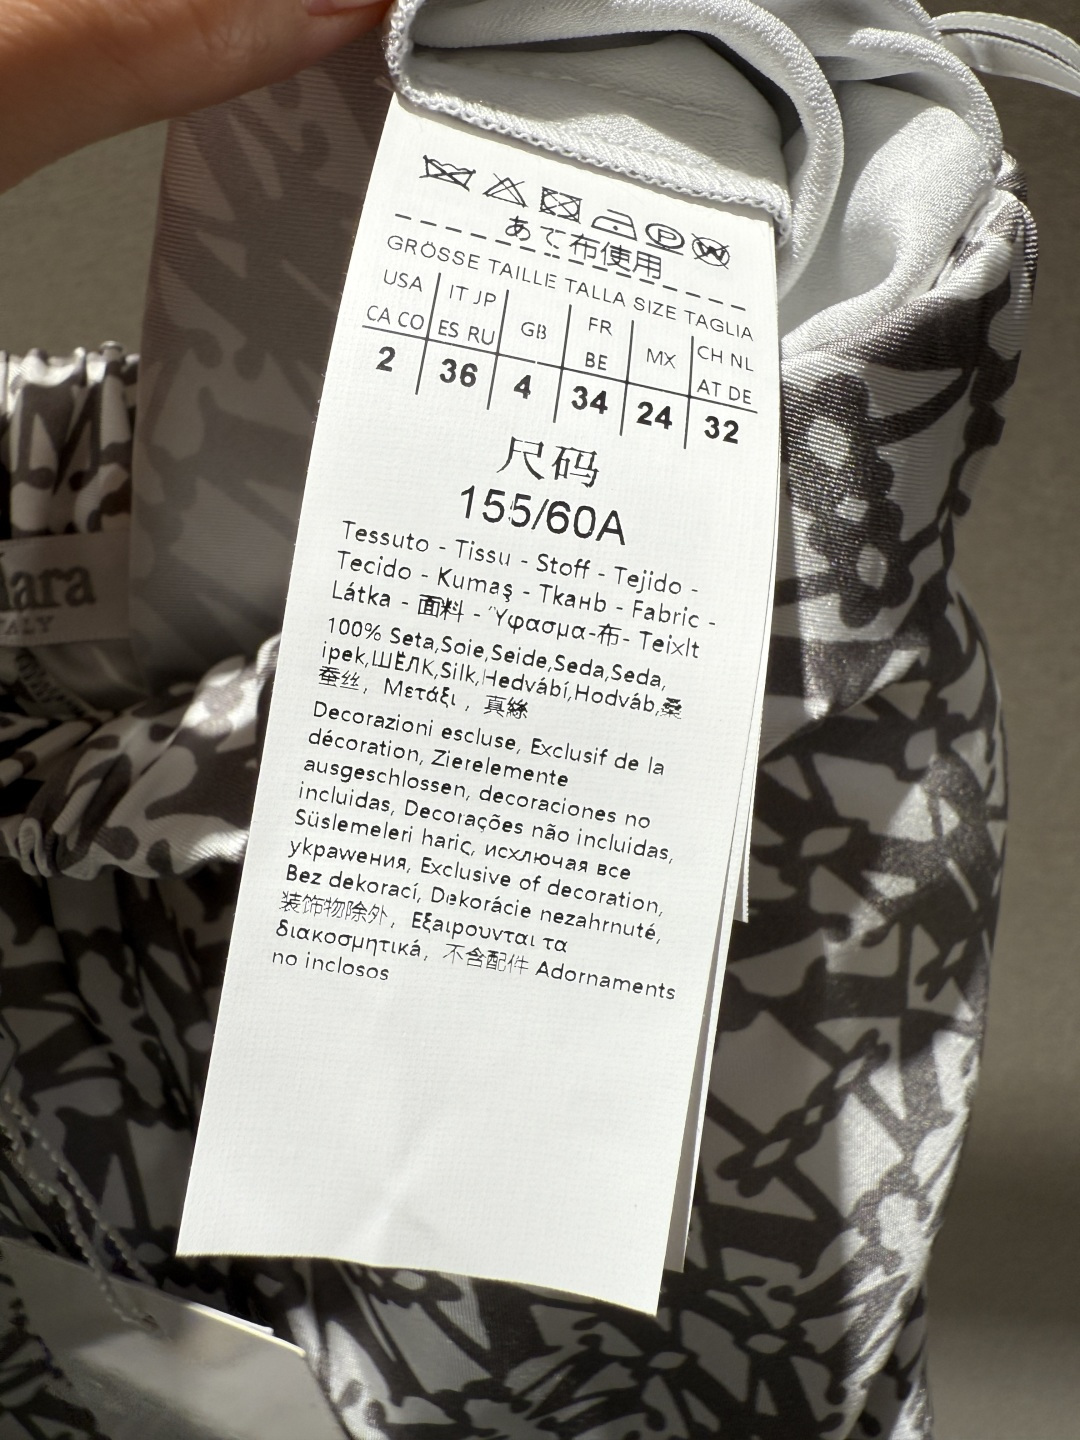 P W
あて布使用
GRÖSSE TAILLE TALLA SIZE TAGLIA
USA CA CO | IT JP ES RU | GB | FR BE | MX | CH NL AT DE
2 | 36 | 4 | 34 | 24 | 32
尺码
155/60A
Tessuto - Tissu - Stoff - Tejido -
Tecido - Kumaş - Ткань - Fabric -
Látka - 面料 - Ύφασμα-布- Teixlt
100% Seta,Soie,Seide,Seda,Seda,
ipek,ШЁЛК,Silk,Hedvábí,Hodváb,桑
蚕丝, Μετάξι , 真絲
Decorazioni escluse, Exclusif de la
décoration, Zierelemente
ausgeschlossen, decoraciones no
incluidas, Decorações não incluidas,
Süslemeleri hariç, исключая все
украшения, Exclusive of decoration,
Bez dekorací, Dekorácie nezahrnuté,
装饰物除外, Εξαιρουνται τα
διακοσμητικά, 不含配件 Adornaments
no inclosos
ara
ALY